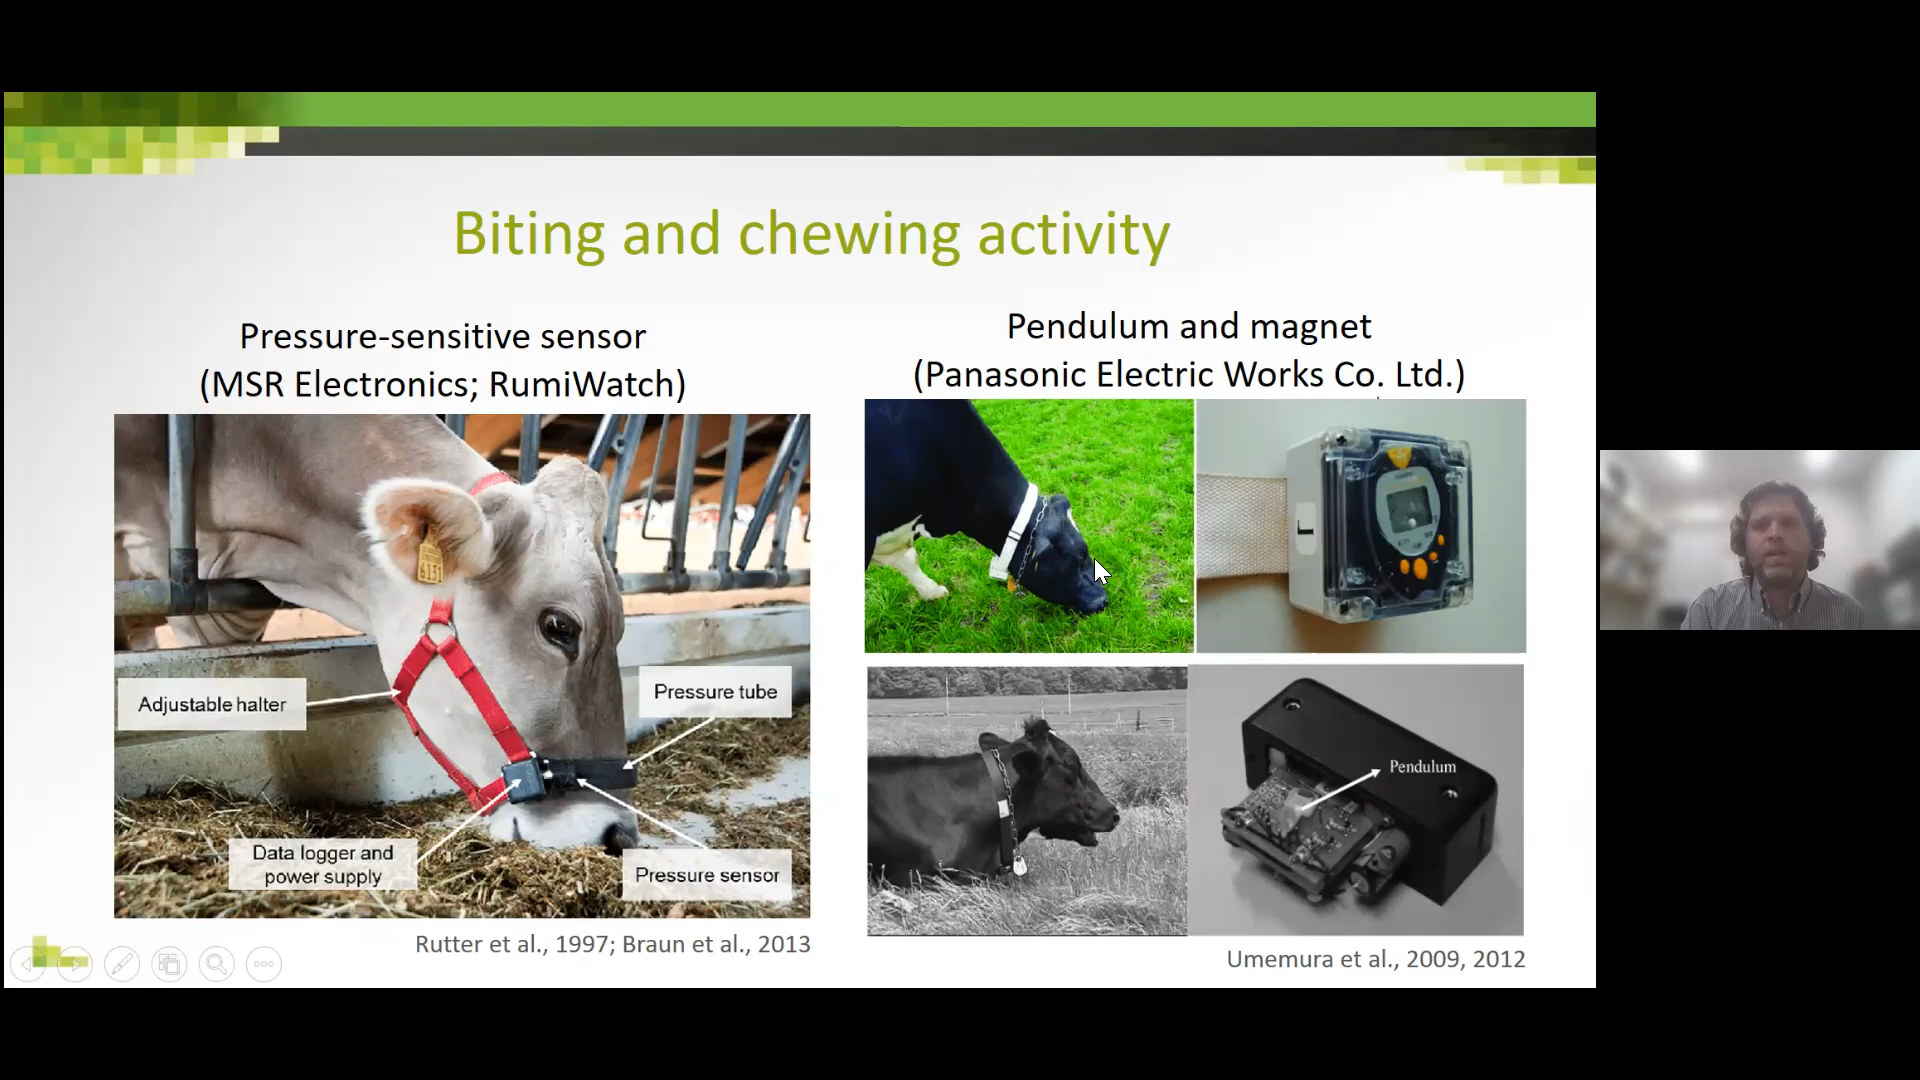 Biting and chewing activity
Pressure-sensitive sensor
(MSR Electronics; RumiWatch)
Pendulum and magnet
(Panasonic Electric Works Co. Ltd.)
6131
Adjustable halter
Pressure tube
Data logger and
power supply
Pressure sensor
Pendulum
Rutter et al., 1997; Braun et al., 2013
Umemura et al., 2009, 2012